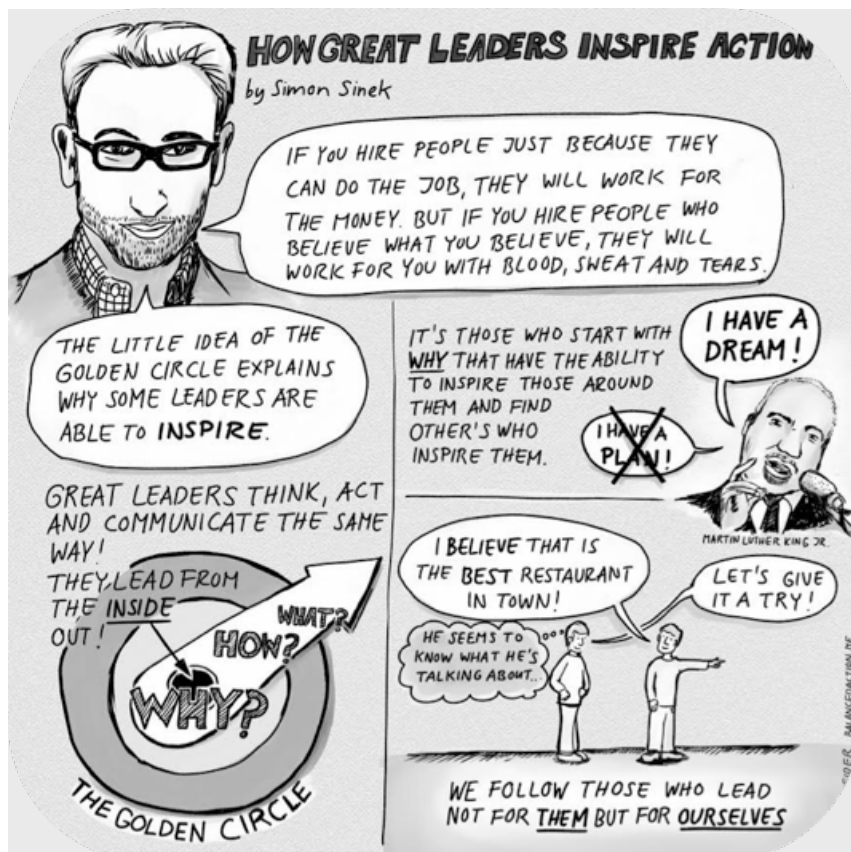 HOW GREAT LEADERS INSPIRE ACTION
by Simon Sinek
IF YOU HIRE PEOPLE JUST BECAUSE THEY
CAN DO THE JOB, THEY WILL WORK FOR
THE MONEY. BUT IF YOU HIRE PEOPLE WHO
BELIEVE WHAT YOU BELIEVE, THEY WILL
WORK FOR YOU WITH BLOOD, SWEAT AND TEARS.
THE LITTLE IDEA OF THE
GOLDEN CIRCLE EXPLAINS
WHY SOME LEADERS ARE
ABLE TO INSPIRE.
GREAT LEADERS THINK, ACT
AND COMMUNICATE THE SAME
WAY!
THEY LEAD FROM
THE INSIDE
OUT!
WHAT?
HOW?
WHY?
THE GOLDEN CIRCLE
IT'S THOSE WHO START WITH
WHY THAT HAVE THE ABILITY
TO INSPIRE THOSE AROUND
THEM AND FIND
OTHER'S WHO
INSPIRE THEM.
I HAVE A
DREAM!
I HAVE A
PLAN!
MARTIN LUTHER KING JR.
I BELIEVE THAT IS
THE BEST RESTAURANT
IN TOWN!
LET'S GIVE
IT A TRY!
HE SEEMS TO
KNOW WHAT HE'S
TALKING ABOUT...
WE FOLLOW THOSE WHO LEAD
NOT FOR THEM BUT FOR OURSELVES